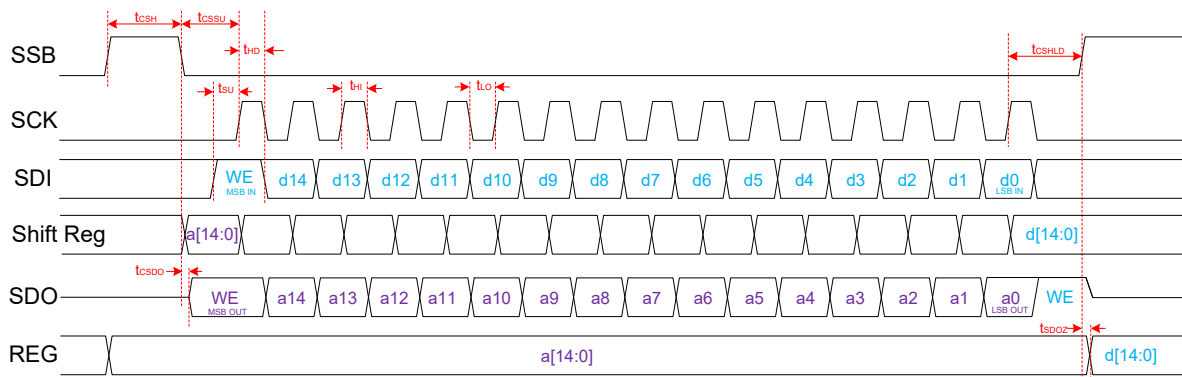 tCSH tCSSU
SSB tHD tCSHLD
tSU tHI tLO
SCK
SDI WE d14 d13 d12 d11 d10 d9 d8 d7 d6 d5 d4 d3 d2 d1 d0
MSB IN LSB IN
Shift Reg a[14:0] d[14:0]
tCSDO
SDO WE a14 a13 a12 a11 a10 a9 a8 a7 a6 a5 a4 a3 a2 a1 a0 WE
MSB OUT LSB OUT
tSDOZ
REG a[14:0] d[14:0]